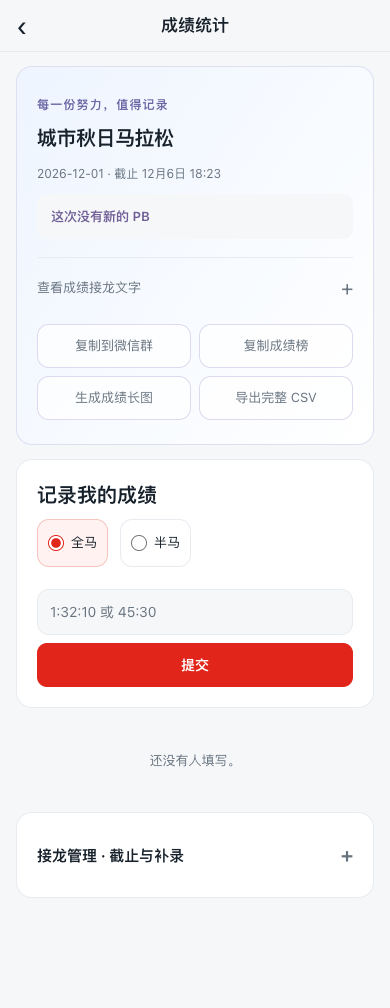 成绩统计
每一份努力，值得记录
城市秋日马拉松
2026-12-01 · 截止 12月6日 18:23
这次没有新的 PB
查看成绩接龙文字
复制到微信群
复制成绩榜
生成成绩长图
导出完整 CSV
记录我的成绩
全马
半马
1:32:10 或 45:30
提交
还没有人填写。
接龙管理 · 截止与补录